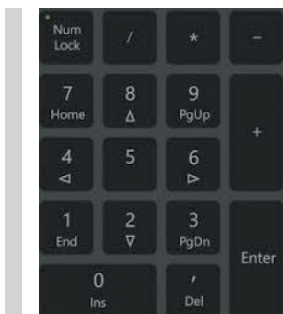 Num
Lock
/
*
-
7
Home
8
Δ
9
PgUp
+
4
⊲
5
6
⊳
1
End
2
∇
3
PgDn
Enter
0
Ins
,
Del